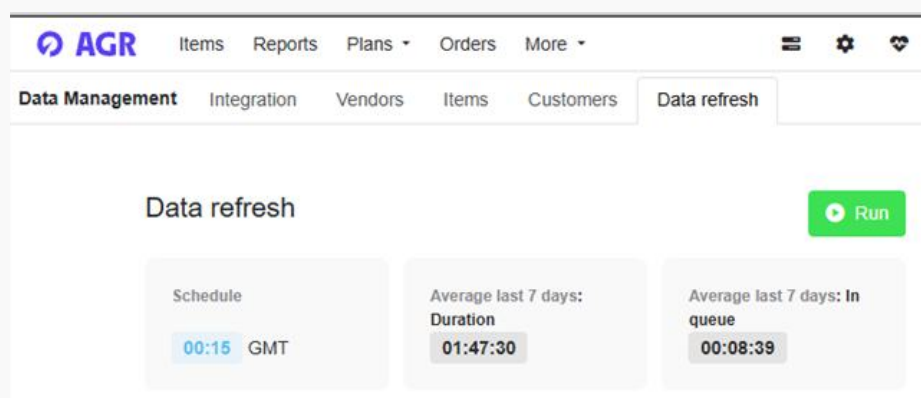 AGR Items Reports Plans Orders More
Data Management Integration Vendors Items Customers Data refresh
Data refresh
Run
Schedule
00:15 GMT
Average last 7 days:
Duration
01:47:30
Average last 7 days: In
queue
00:08:39